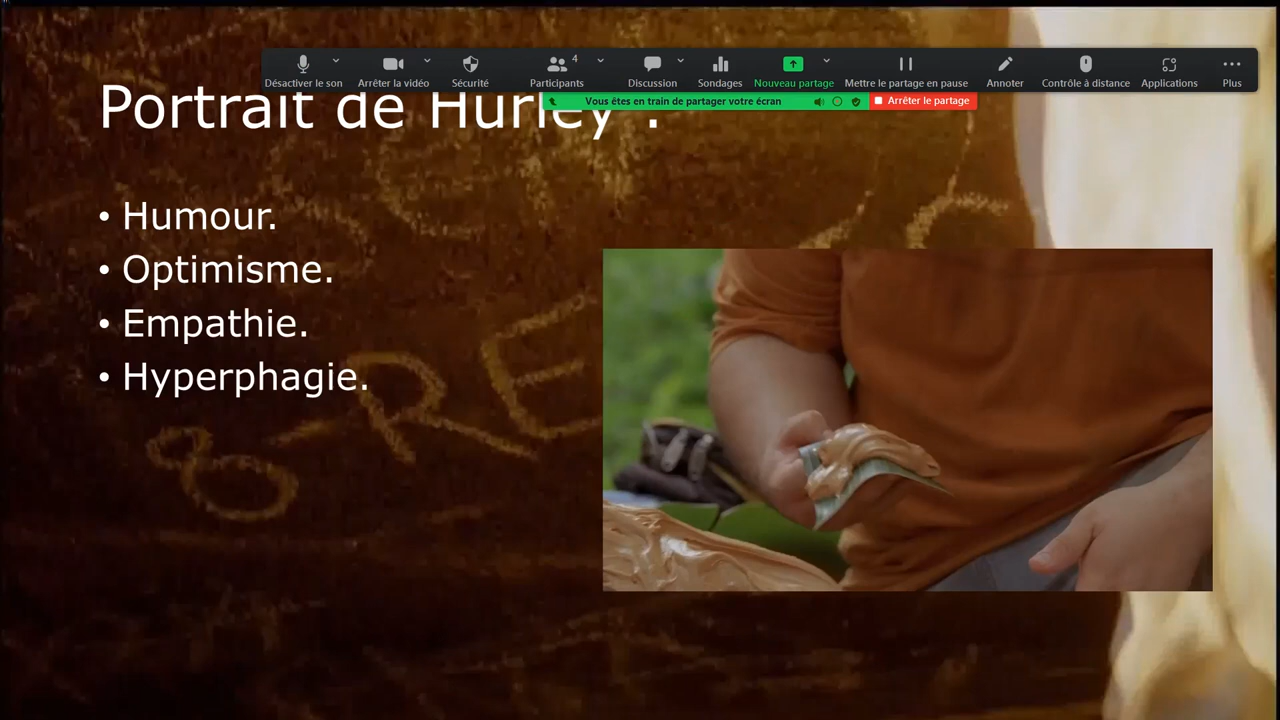 4
Désactiver le son
Arrêter la vidéo
Sécurité
Participants
Discussion
Sondages
Nouveau partage
Mettre le partage en pause
Annoter
Contrôle à distance
Applications
Plus
Vous êtes en train de partager votre écran
Arrêter le partage
Portrait de Hurley :
• Humour.
• Optimisme.
• Empathie.
• Hyperphagie.
8-RE